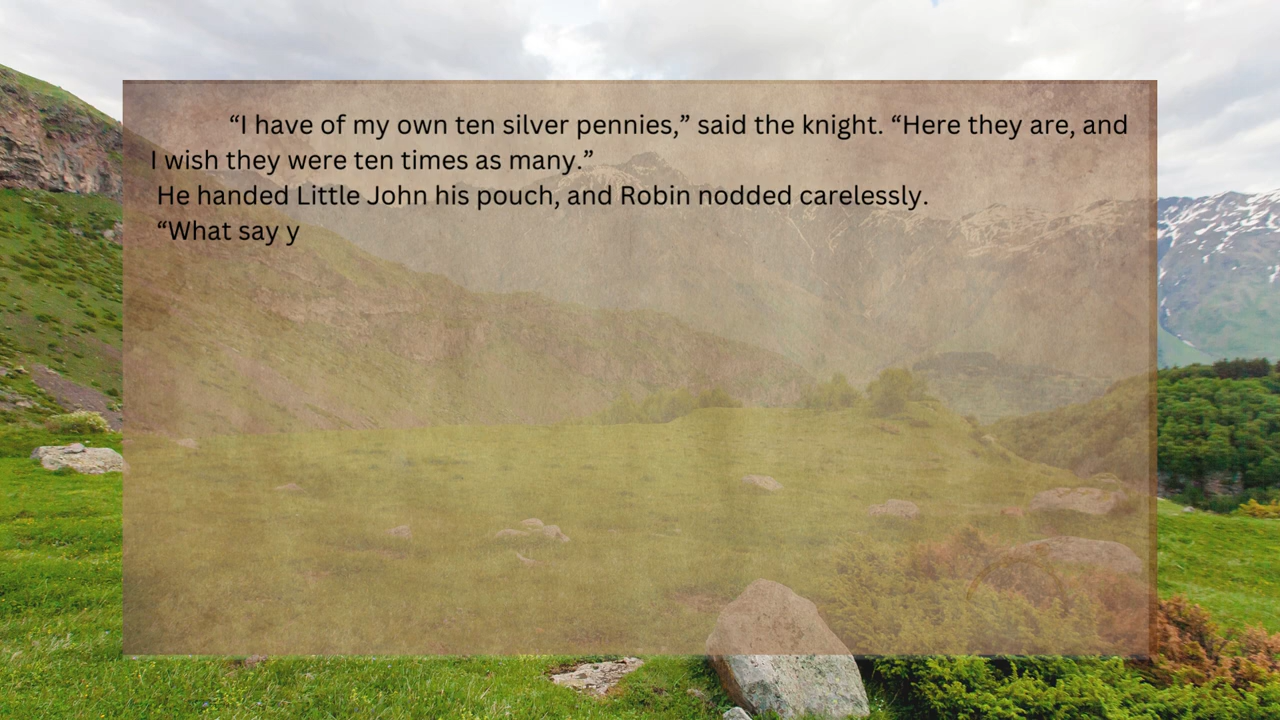 “I have of my own ten silver pennies,” said the knight. “Here they are, and
I wish they were ten times as many.”
He handed Little John his pouch, and Robin nodded carelessly.
“What say y